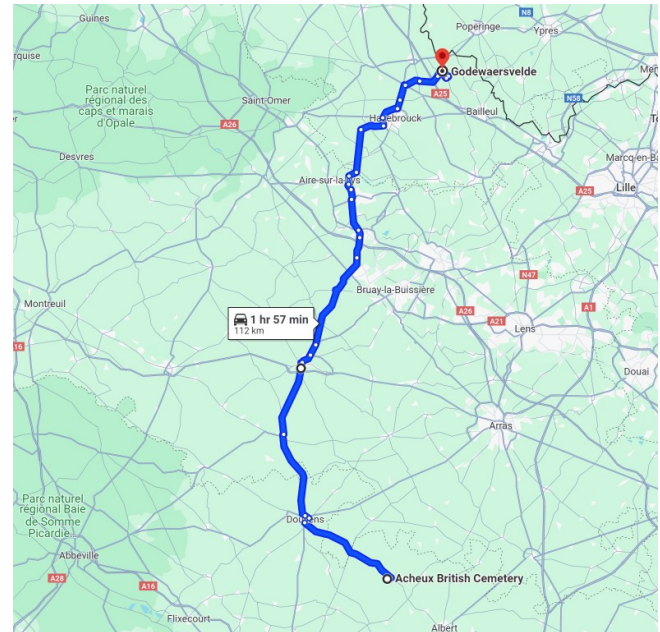 Guines
N8
Poperinge
Ypres
Godewaersvelde
A25
N58
Parc naturel
régional des
caps et marais
d'Opale
Saint-Omer
A26
Hazebrouck
Bailleul
Desvres
Marcq-en-Ba
Aire-sur-la-Lys
A25
Lille
N47
Bruay-la-Buissière
A26
A1
Montreuil
1 hr 57 min
112 km
A21
Lens
A16
Douai
Arras
Parc naturel
régional Baie
de Somme
Picardie...
Doullens
Abbeville
Acheux British Cemetery
A28
A16
Flixecourt
Albert